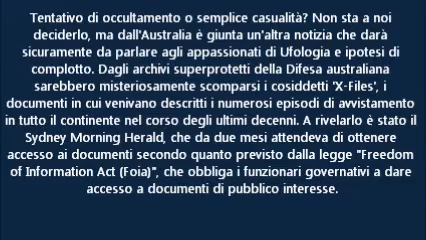 Tentativo di occultamento o semplice casualità? Non sta a noi
deciderlo, ma dall'Australia è giunta un'altra notizia che darà
sicuramente da parlare agli appassionati di Ufologia e ipotesi di
complotto. Dagli archivi superprotetti della Difesa australiana
sarebbero misteriosamente scomparsi i cosiddetti 'X-Files', i
documenti in cui venivano descritti i numerosi episodi di avvistamento
in tutto il continente nel corso degli ultimi decenni. A rivelarlo è stato il
Sydney Morning Herald, che da due mesi attendeva di ottenere
accesso ai documenti secondo quanto previsto dalla legge "Freedom
of Information Act (Foia)", che obbliga i funzionari governativi a dare
accesso a documenti di pubblico interesse.